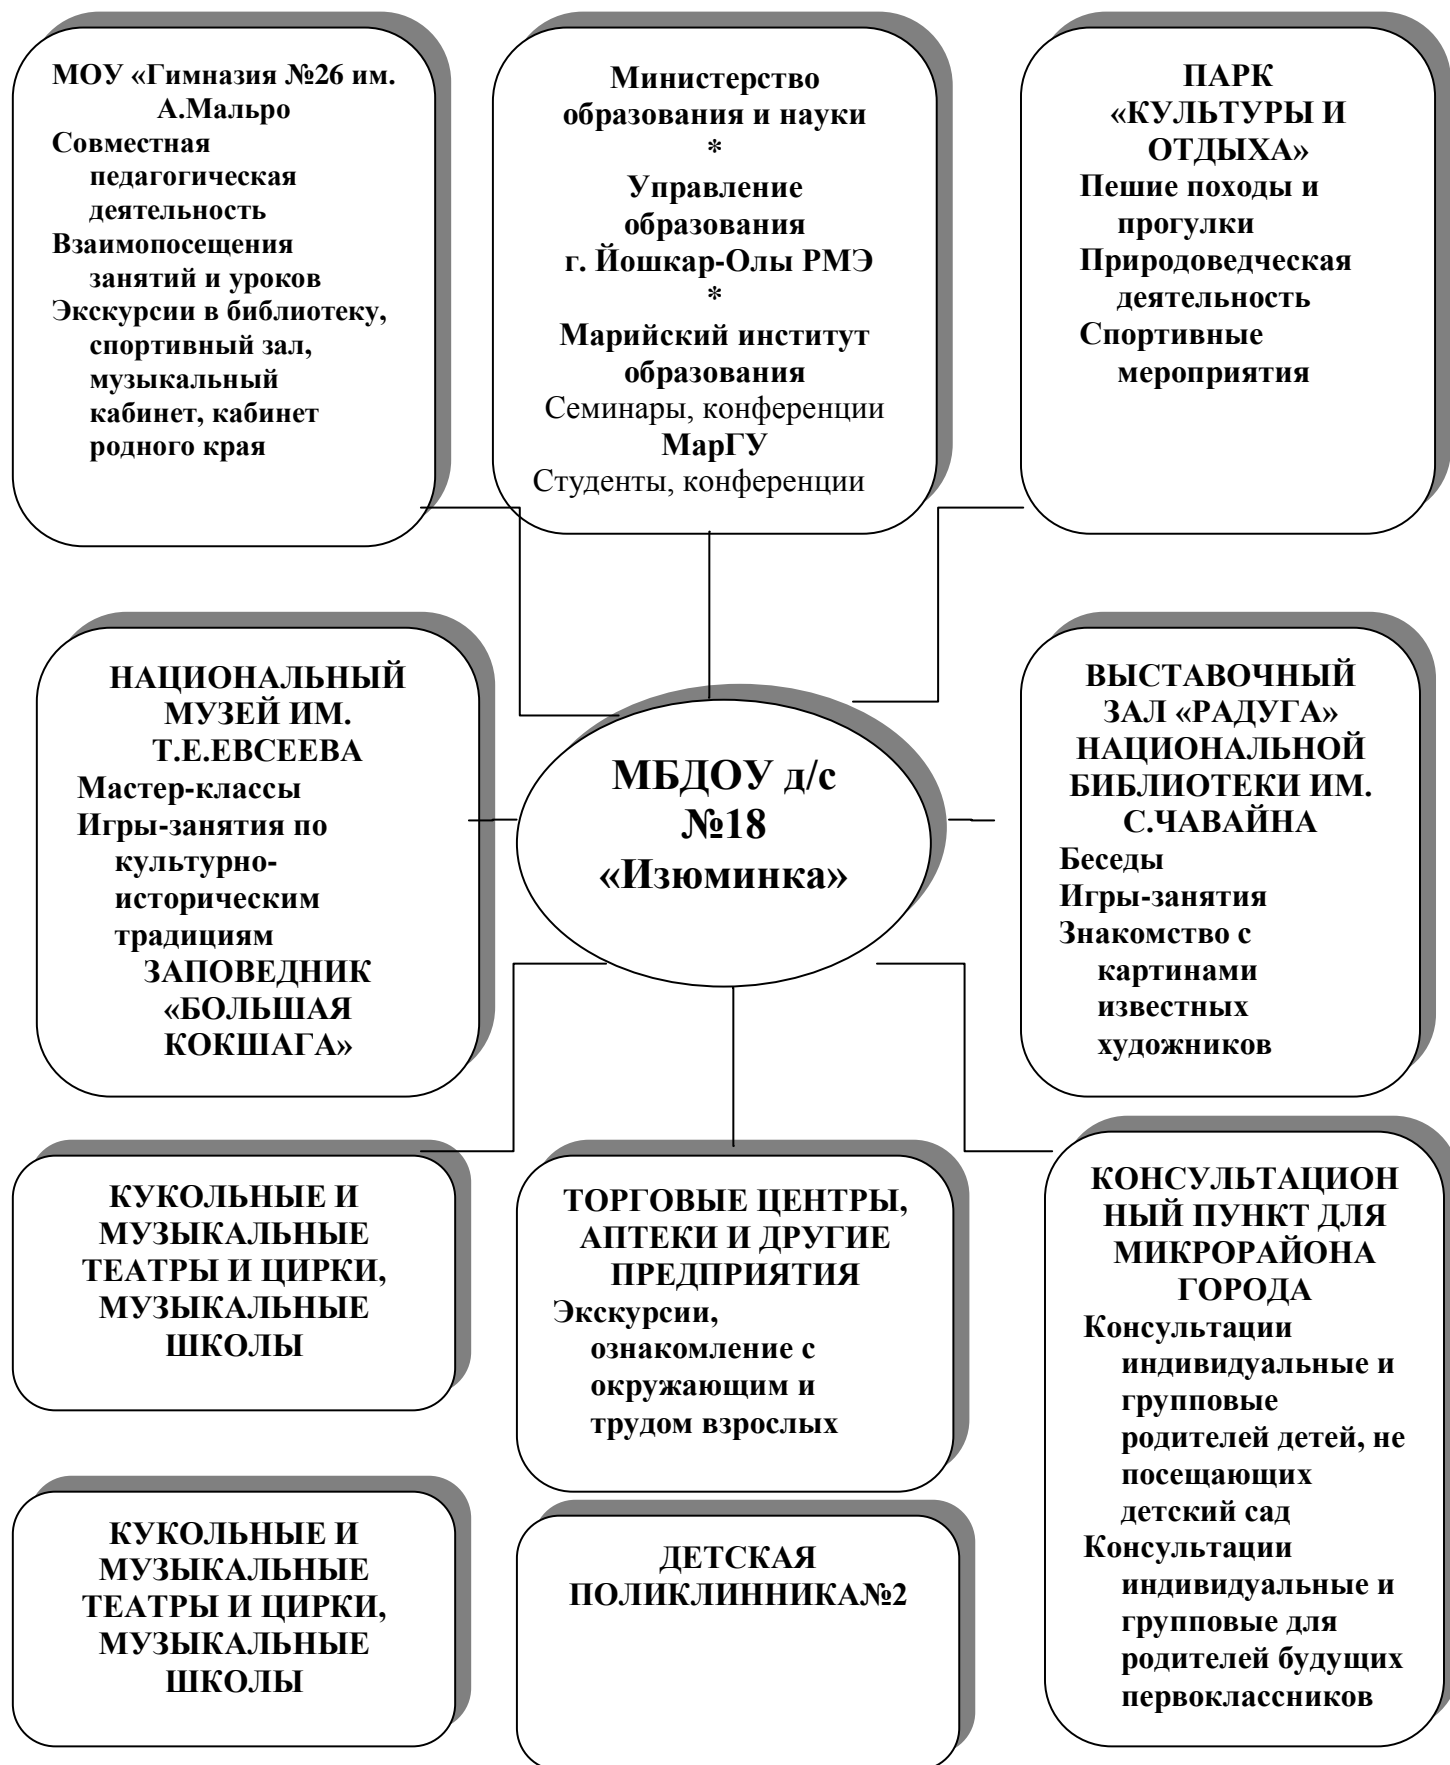 МОУ «Гимназия №26 им.
А.Мальро
Совместная
педагогическая
деятельность
Взаимопосещения
занятий и уроков
Экскурсии в библиотеку,
спортивный зал,
музыкальный
кабинет, кабинет
родного края
Министерство
образования и науки
*
Управление
образования
г. Йошкар-Олы РМЭ
*
Марийский институт
образования
Семинары, конференции
МарГУ
Студенты, конференции
ПАРК
«КУЛЬТУРЫ И
ОТДЫХА»
Пешие походы и
прогулки
Природоведческая
деятельность
Спортивные
мероприятия
НАЦИОНАЛЬНЫЙ
МУЗЕЙ ИМ.
Т.Е.ЕВСЕЕВА
Мастер-классы
Игры-занятия по
культурно-
историческим
традициям
ЗАПОВЕДНИК
«БОЛЬШАЯ
КОКШАГА»
МБДОУ д/с
№18
«Изюминка»
ВЫСТАВОЧНЫЙ
ЗАЛ «РАДУГА»
НАЦИОНАЛЬНОЙ
БИБЛИОТЕКИ ИМ.
С.ЧАВАЙНА
Беседы
Игры-занятия
Знакомство с
картинами
известных
художников
КУКОЛЬНЫЕ И
МУЗЫКАЛЬНЫЕ
ТЕАТРЫ И ЦИРКИ,
МУЗЫКАЛЬНЫЕ
ШКОЛЫ
ТОРГОВЫЕ ЦЕНТРЫ,
АПТЕКИ И ДРУГИЕ
ПРЕДПРИЯТИЯ
Экскурсии,
ознакомление с
окружающим и
трудом взрослых
КОНСУЛЬТАЦИОН
НЫЙ ПУНКТ ДЛЯ
МИКРОРАЙОНА
ГОРОДА
Консультации
индивидуальные и
групповые
родителей детей, не
посещающих
детский сад
Консультации
индивидуальные и
групповые для
родителей будущих
первоклассников
КУКОЛЬНЫЕ И
МУЗЫКАЛЬНЫЕ
ТЕАТРЫ И ЦИРКИ,
МУЗЫКАЛЬНЫЕ
ШКОЛЫ
ДЕТСКАЯ
ПОЛИКЛИННИКА№2